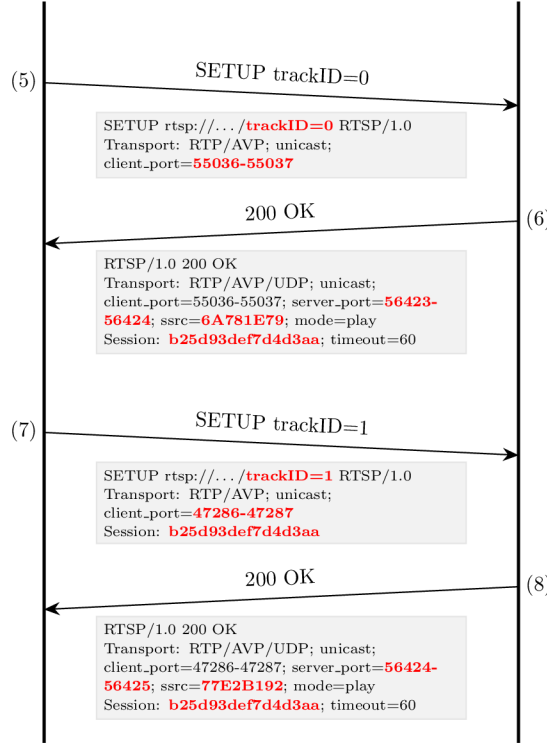 SETUP trackID=0
(5)
SETUP rtsp://.../trackID=0 RTSP/1.0
Transport: RTP/AVP; unicast;
client_port=55036-55037
200 OK
(6)
RTSP/1.0 200 OK
Transport: RTP/AVP/UDP; unicast;
client_port=55036-55037; server_port=56423-
56424; ssrc=6A781E79; mode=play
Session: b25d93def7d4d3aa; timeout=60
SETUP trackID=1
(7)
SETUP rtsp://.../trackID=1 RTSP/1.0
Transport: RTP/AVP; unicast;
client_port=47286-47287
Session: b25d93def7d4d3aa
200 OK
(8)
RTSP/1.0 200 OK
Transport: RTP/AVP/UDP; unicast;
client_port=47286-47287; server_port=56424-
56425; ssrc=77E2B192; mode=play
Session: b25d93def7d4d3aa; timeout=60